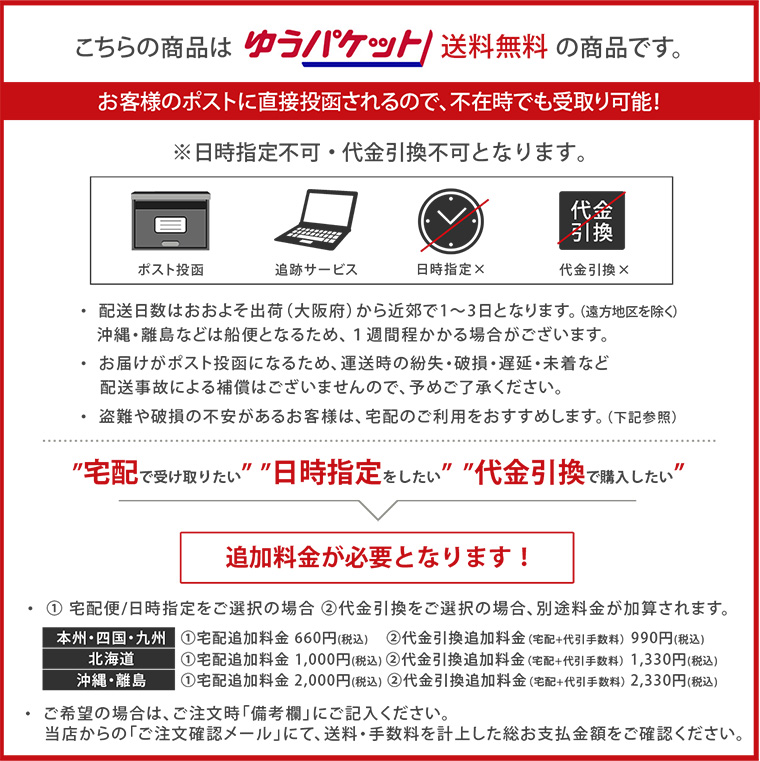 こちらの商品は ゆうパケット 送料無料 の商品です。
お客様のポストに直接投函されるので、不在時でも受取り可能!
※日時指定不可・代金引換不可となります。
代金
引換
ポスト投函 追跡サービス 日時指定× 代金引換×
・ 配送日数はおおよそ出荷(大阪府)から近郊で1〜3日となります。(遠方地区を除く)
沖縄・離島などは船便となるため、1週間程かかる場合がございます。
・ お届けがポスト投函になるため、運送時の紛失・破損・遅延・未着など
配送事故による補償はございませんので、予めご了承ください。
・ 盗難や破損の不安があるお客様は、宅配のご利用をおすすめします。(下記参照)
"宅配で受け取りたい" "日時指定をしたい" "代金引換で購入したい"
追加料金が必要となります!
・ ① 宅配便/日時指定をご選択の場合 ②代金引換をご選択の場合、別途料金が加算されます。
本州・四国・九州 ①宅配追加料金 660円(税込) ②代金引換追加料金(宅配+代引手数料) 990円(税込)
北海道 ①宅配追加料金 1,000円(税込) ②代金引換追加料金(宅配+代引手数料) 1,330円(税込)
沖縄・離島 ①宅配追加料金 2,000円(税込) ②代金引換追加料金(宅配+代引手数料) 2,330円(税込)
・ ご希望の場合は、ご注文時「備考欄」にご記入ください。
当店からの「ご注文確認メール」にて、送料・手数料を計上した総お支払金額をご確認ください。